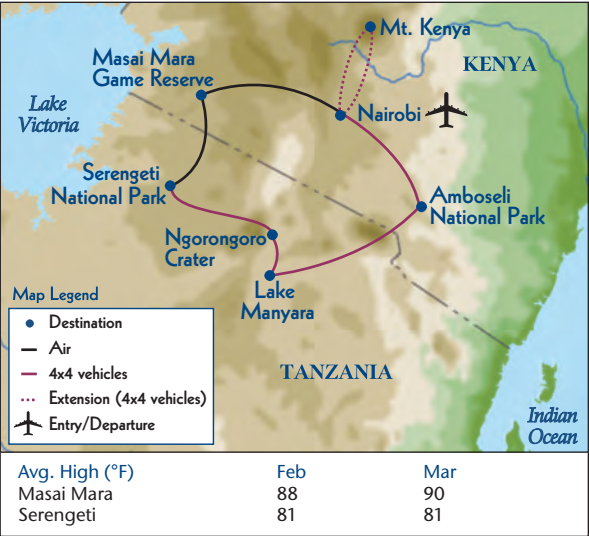 Mt. Kenya
Masai Mara
Game Reserve
KENYA
Lake
Victoria
Nairobi
Serengeti
National Park
Amboseli
National Park
Ngorongoro
Crater
Lake
Manyara
Map Legend
Destination
Air
4x4 vehicles
Extension (4x4 vehicles)
Entry/Departure
TANZANIA
Indian
Ocean
Avg. High (°F) Feb Mar
Masai Mara 88 90
Serengeti 81 81